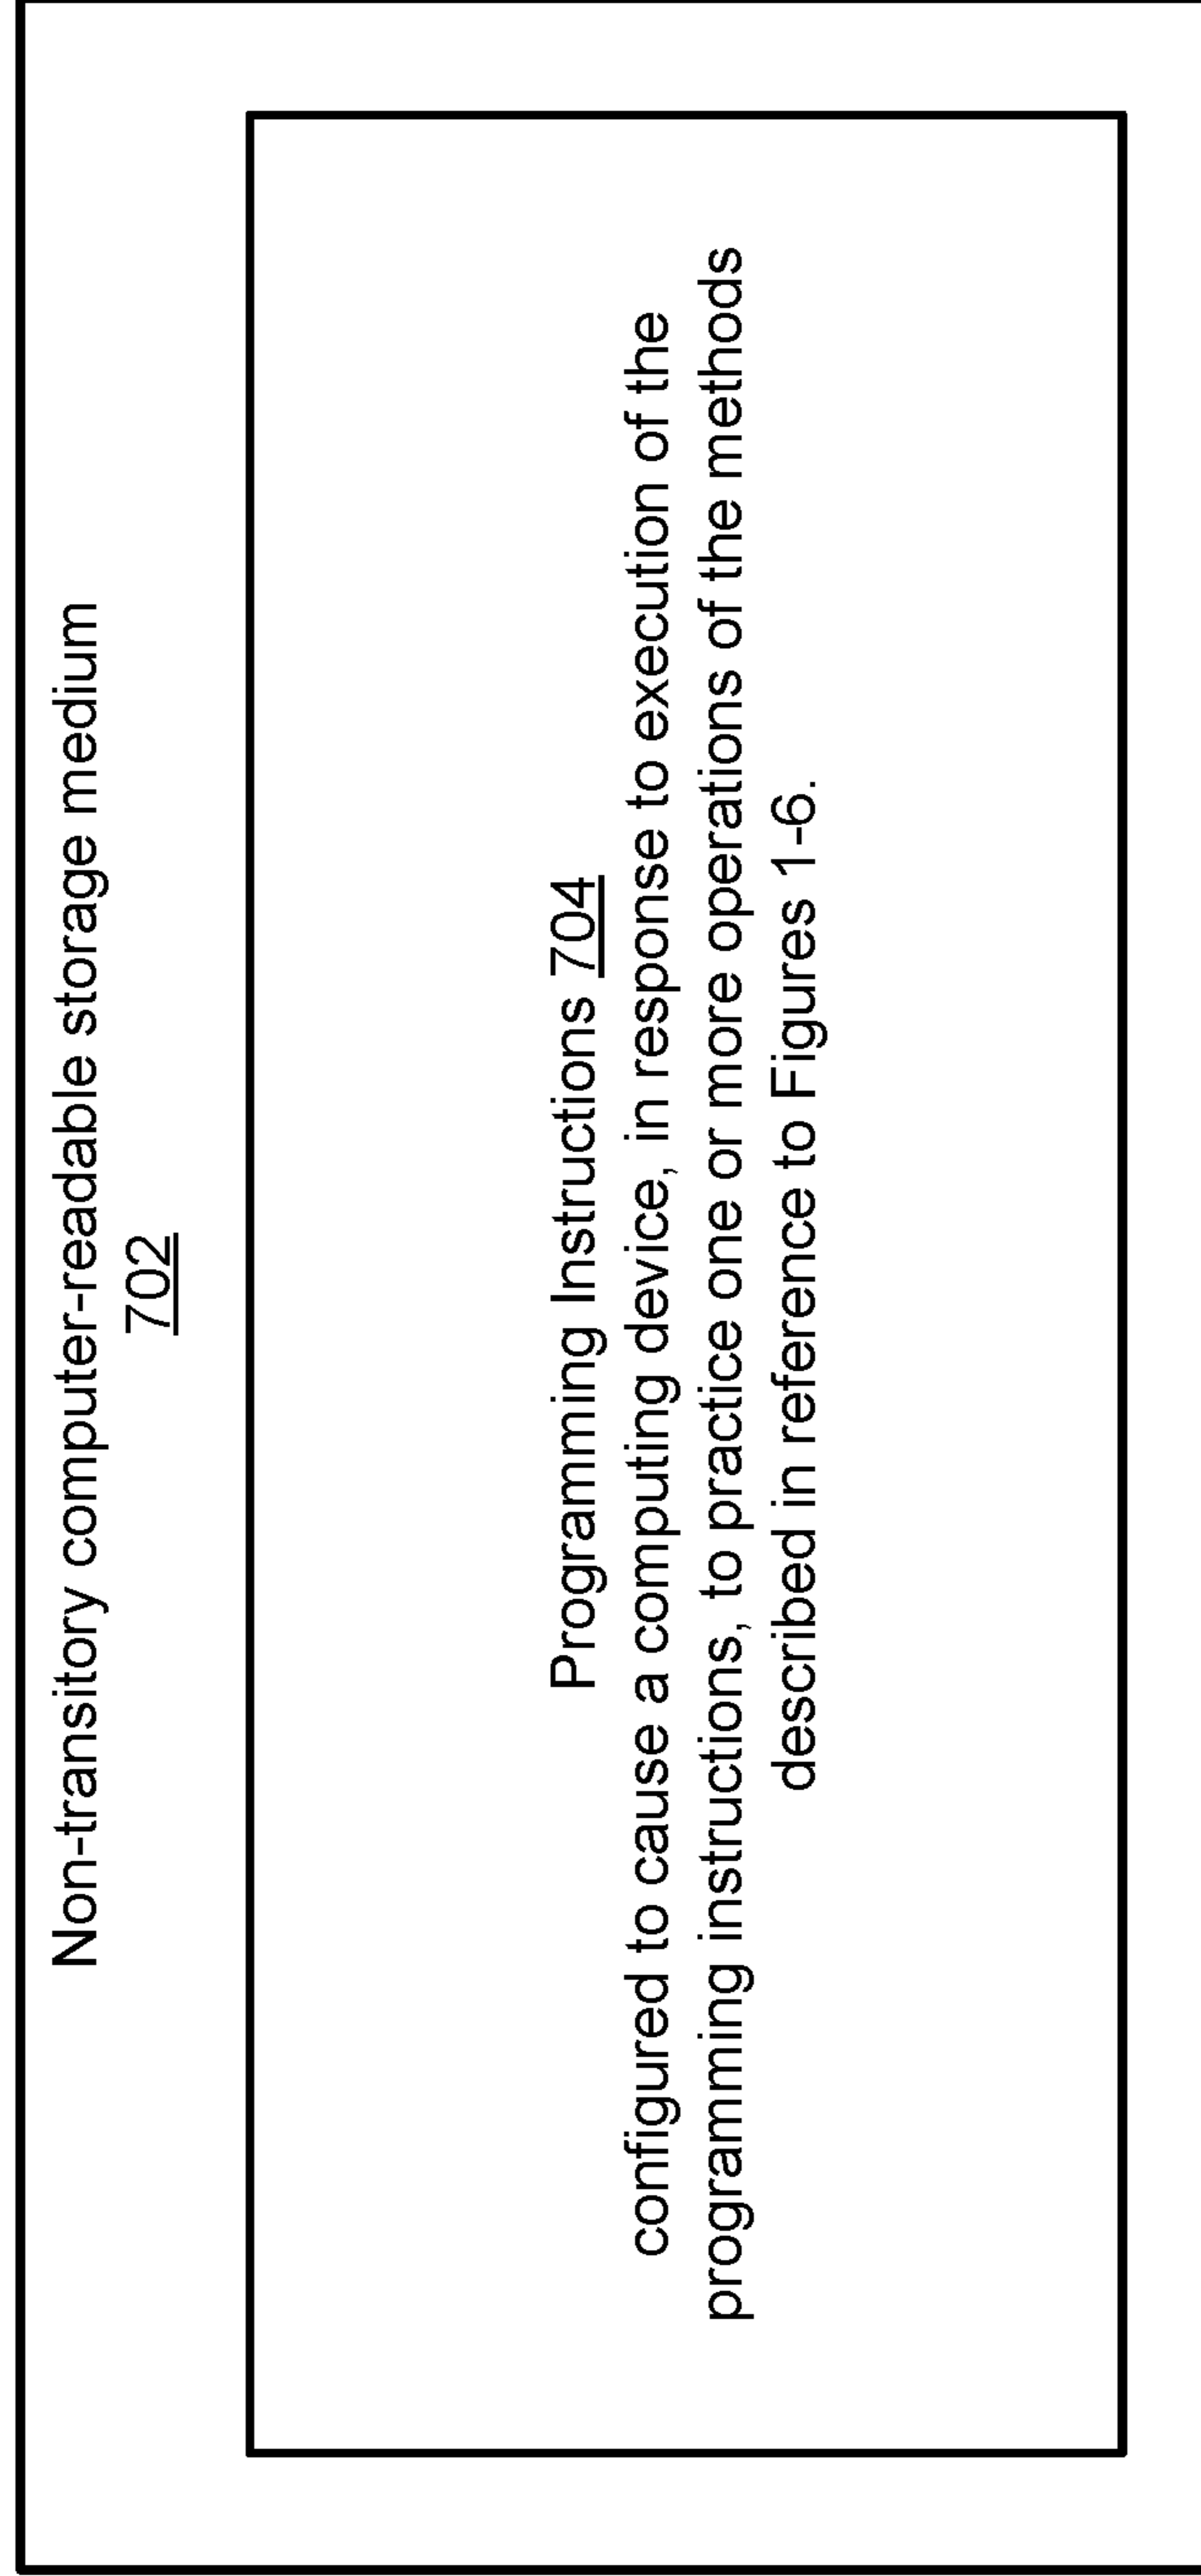 Non-transitory computer-readable storage medium
702
Programming Instructions 704
configured to cause a computing device, in response to execution of the
programming instructions, to practice one or more operations of the methods
described in reference to Figures 1-6.